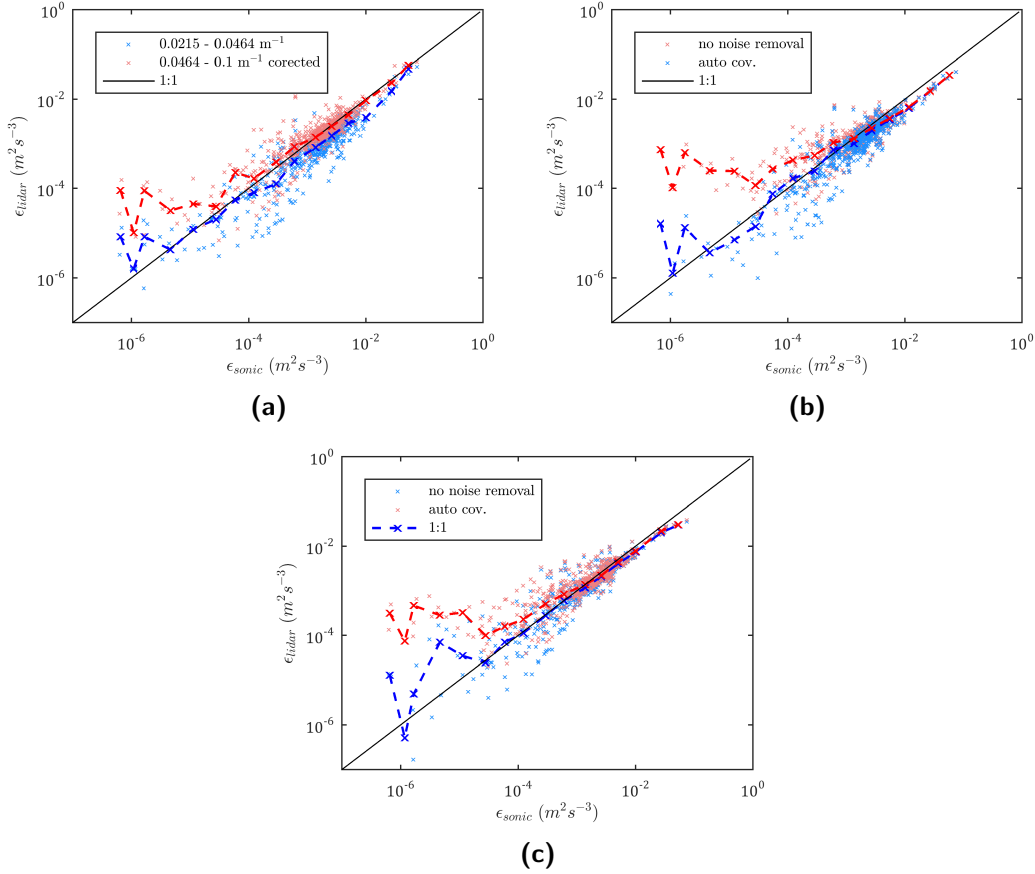 10^0
10^-2
10^-4
10^-6
ϵ_lidar (m^2 s^-3)
0.0215 - 0.0464 m^-1
0.0464 - 0.1 m^-1 corected
1:1
10^-6
10^-4
10^-2
10^0
ϵ_sonic (m^2 s^-3)
(a)
10^0
10^-2
10^-4
10^-6
ϵ_lidar (m^2 s^-3)
no noise removal
auto cov.
1:1
10^-6
10^-4
10^-2
10^0
ϵ_sonic (m^2 s^-3)
(b)
10^0
10^-2
10^-4
10^-6
ϵ_lidar (m^2 s^-3)
no noise removal
auto cov.
1:1
10^-6
10^-4
10^-2
10^0
ϵ_sonic (m^2 s^-3)
(c)